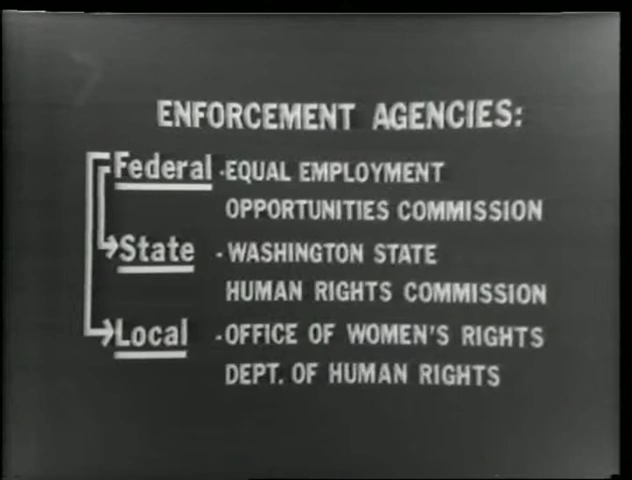 ENFORCEMENT AGENCIES:
Federal -EQUAL EMPLOYMENT
OPPORTUNITIES COMMISSION
State -WASHINGTON STATE
HUMAN RIGHTS COMMISSION
Local -OFFICE OF WOMEN'S RIGHTS
DEPT. OF HUMAN RIGHTS